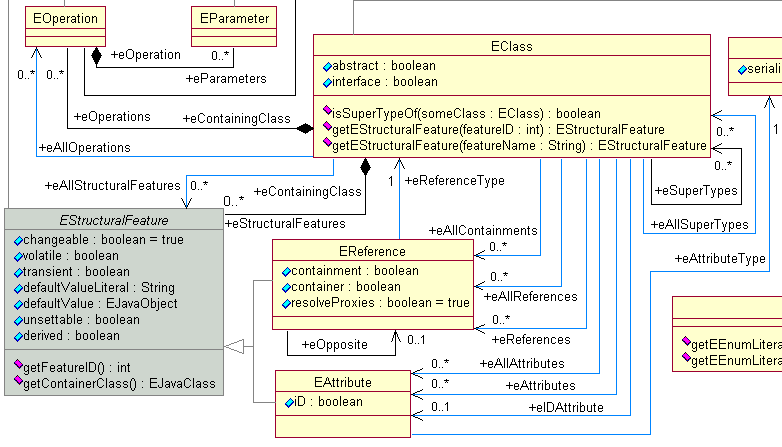 EOperation
EParameter
+eOperation
0..*
+eParameters
0..*
0..*
+eOperations
+eContainingClass
+eAllOperations
EClass
abstract : boolean
interface : boolean
isSuperTypeOf(someClass : EClass) : boolean
getEStructuralFeature(featureID : int) : EStructuralFeature
getEStructuralFeature(featureName : String) : EStructuralFeature
1
0..*
0..*
+eSuperTypes
+eAllSuperTypes
+eAttributeType
+eAllStructuralFeatures
0..*
+eContainingClass
0..*
+eStructuralFeatures
1
+eReferenceType
EStructuralFeature
changeable : boolean = true
volatile : boolean
transient : boolean
defaultValueLiteral : String
defaultValue : EJavaObject
unsettable : boolean
derived : boolean
getFeatureID() : int
getContainerClass() : EJavaClass
EReference
containment : boolean
container : boolean
resolveProxies : boolean = true
+eAllContainments
0..*
0..*
+eAllReferences
0..*
+eReferences
+eOpposite
0..1
EAttribute
iD : boolean
0..*
+eAllAttributes
0..*
+eAttributes
0..1
+eIDAttribute
getEEnumLitera
getEEnumLitera